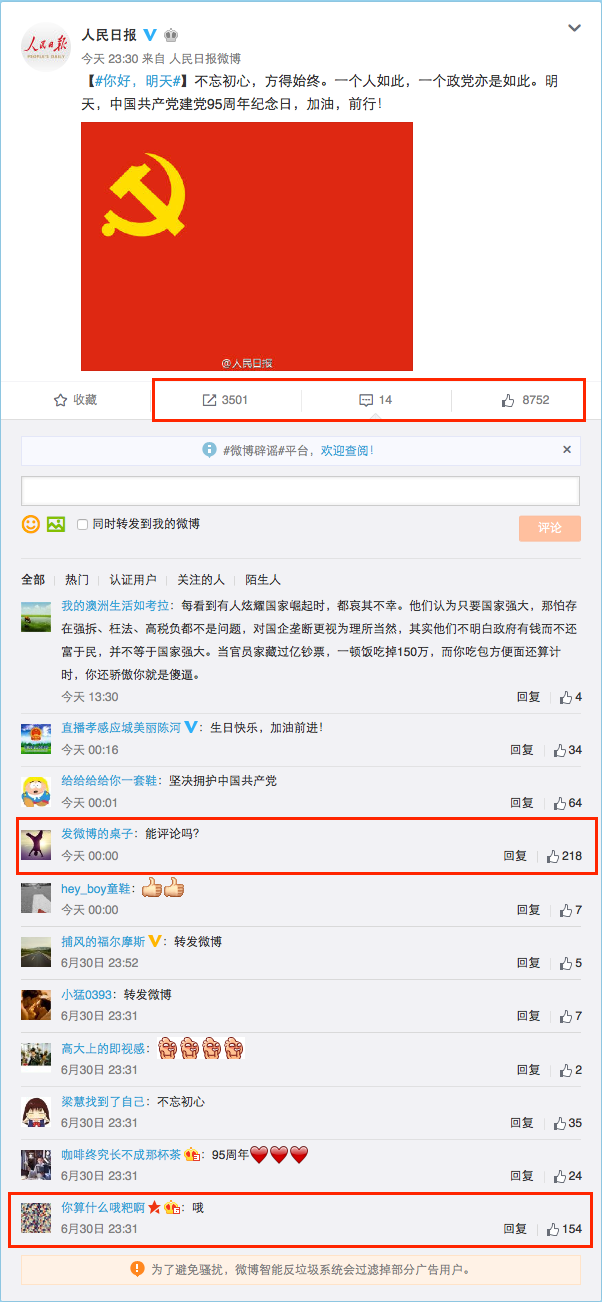 人民日報
PEOPLE'S DAILY
人民日报
今天 23:30 来自 人民日报微博
【#你好，明天#】不忘初心，方得始终。一个人如此，一个政党亦是如此。明
天，中国共产党建党95周年纪念日，加油，前行！
@人民日报
收藏 3501 14 8752
#微博辟谣#平台，欢迎查阅！
同时转发到我的微博
评论
全部 热门 认证用户 关注的人 陌生人
我的澳洲生活如考拉：每看到有人炫耀国家崛起时，都哀其不幸。他们认为只要国家强大，那怕存
在强拆、枉法、高税负都不是问题，对国企垄断更视为理所当然，其实他们不明白政府有钱而不还
富于民，并不等于国家强大。当官员家藏过亿钞票，一顿饭吃掉150万，而你吃包方便面还算计
时，你还骄傲你就是傻逼。
今天 13:30 回复 4
直播孝感应城美丽陈河：生日快乐，加油前进！
今天 00:16 回复 34
给给给给你一套鞋：坚决拥护中国共产党
今天 00:01 回复 64
发微博的桌子：能评论吗？
今天 00:00 回复 218
hey_boy童鞋：
今天 00:00 回复 7
捕风的福尔摩斯：转发微博
6月30日 23:52 回复 5
小猛0393：转发微博
6月30日 23:31 回复 7
高大上的即视感：
6月30日 23:31 回复 2
梁慧找到了自己：不忘初心
6月30日 23:31 回复 35
咖啡终究长不成那杯茶：95周年
6月30日 23:31 回复 24
你算什么哦粑啊：哦
6月30日 23:31 回复 154
为了避免骚扰，微博智能反垃圾系统会过滤掉部分广告用户。